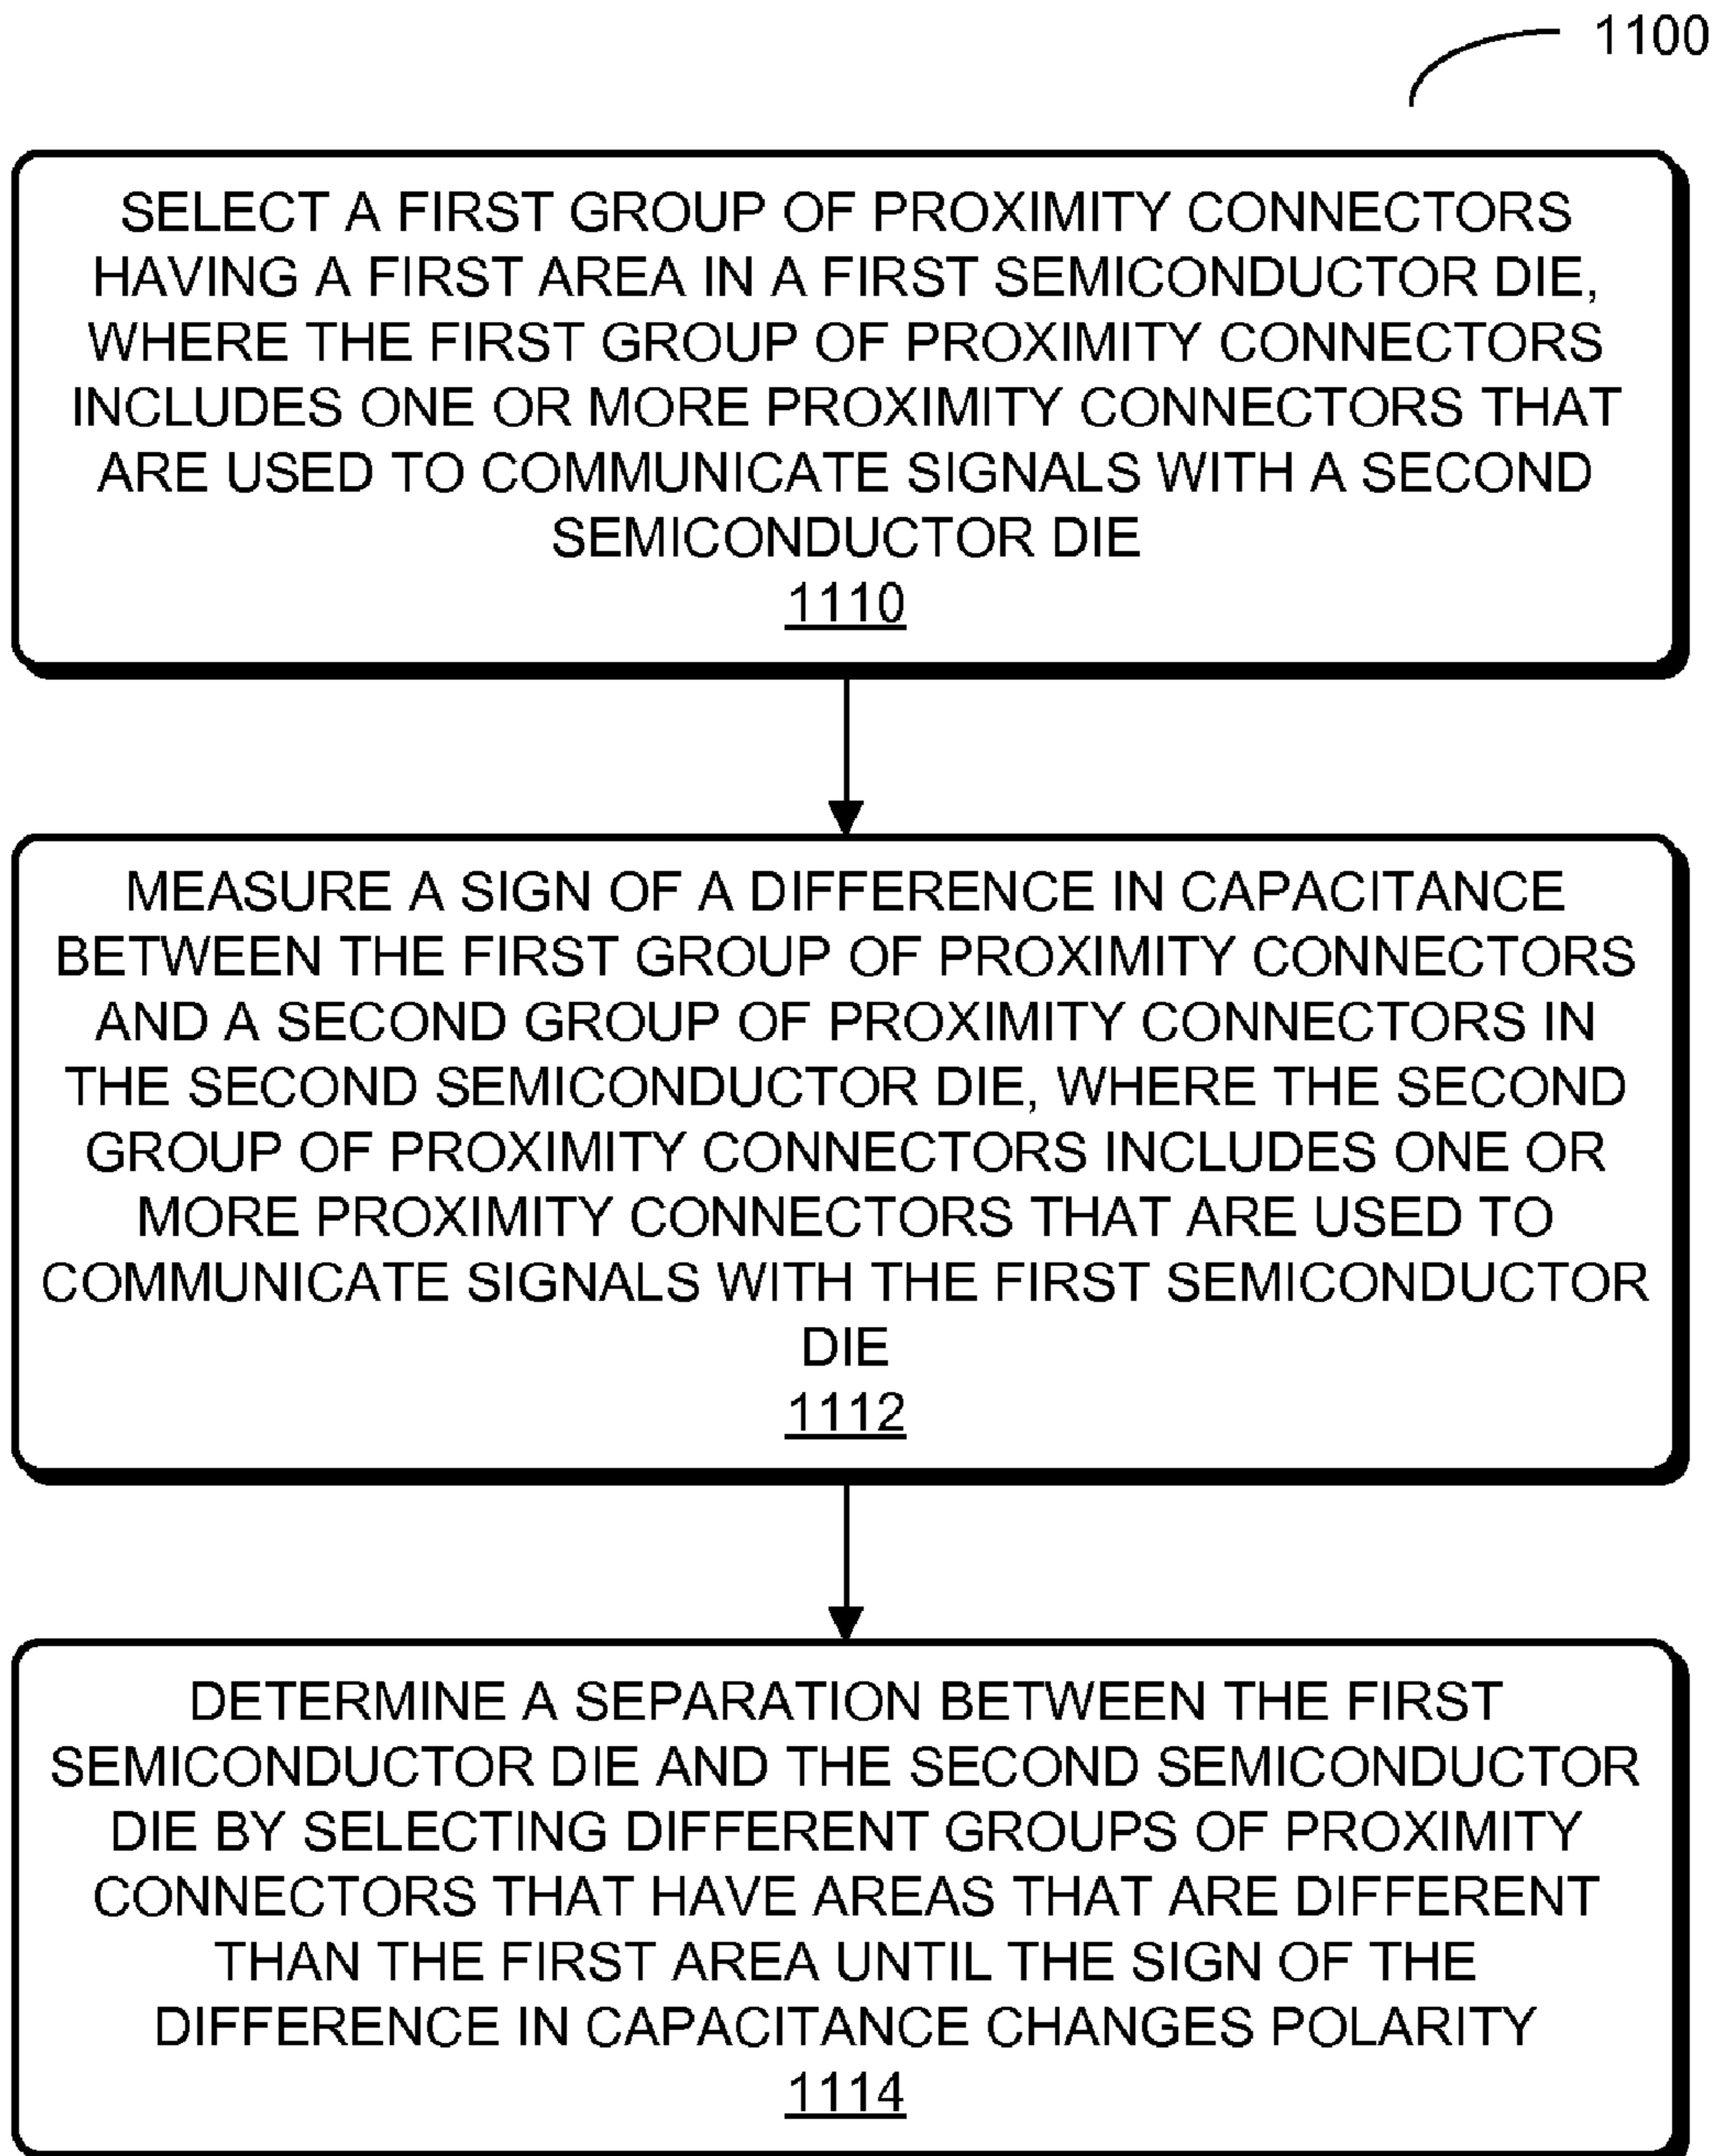 1100
SELECT A FIRST GROUP OF PROXIMITY CONNECTORS
HAVING A FIRST AREA IN A FIRST SEMICONDUCTOR DIE,
WHERE THE FIRST GROUP OF PROXIMITY CONNECTORS
INCLUDES ONE OR MORE PROXIMITY CONNECTORS THAT
ARE USED TO COMMUNICATE SIGNALS WITH A SECOND
SEMICONDUCTOR DIE
1110
MEASURE A SIGN OF A DIFFERENCE IN CAPACITANCE
BETWEEN THE FIRST GROUP OF PROXIMITY CONNECTORS
AND A SECOND GROUP OF PROXIMITY CONNECTORS IN
THE SECOND SEMICONDUCTOR DIE, WHERE THE SECOND
GROUP OF PROXIMITY CONNECTORS INCLUDES ONE OR
MORE PROXIMITY CONNECTORS THAT ARE USED TO
COMMUNICATE SIGNALS WITH THE FIRST SEMICONDUCTOR
DIE
1112
DETERMINE A SEPARATION BETWEEN THE FIRST
SEMICONDUCTOR DIE AND THE SECOND SEMICONDUCTOR
DIE BY SELECTING DIFFERENT GROUPS OF PROXIMITY
CONNECTORS THAT HAVE AREAS THAT ARE DIFFERENT
THAN THE FIRST AREA UNTIL THE SIGN OF THE
DIFFERENCE IN CAPACITANCE CHANGES POLARITY
1114